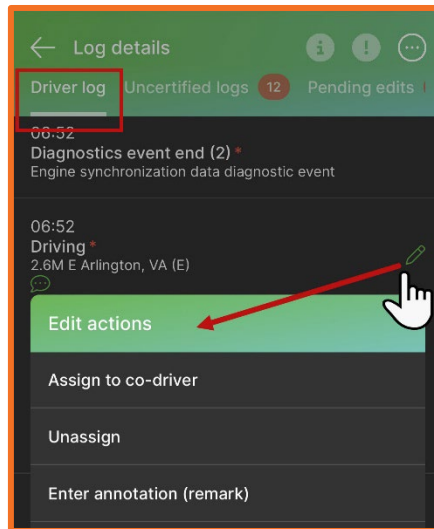 Log details
Driver log Uncertified logs 12 Pending edits
06:52
Diagnostics event end (2) *
Engine synchronization data diagnostic event
06:52
Driving *
2.6M E Arlington, VA (E)
Edit actions
Assign to co-driver
Unassign
Enter annotation (remark)